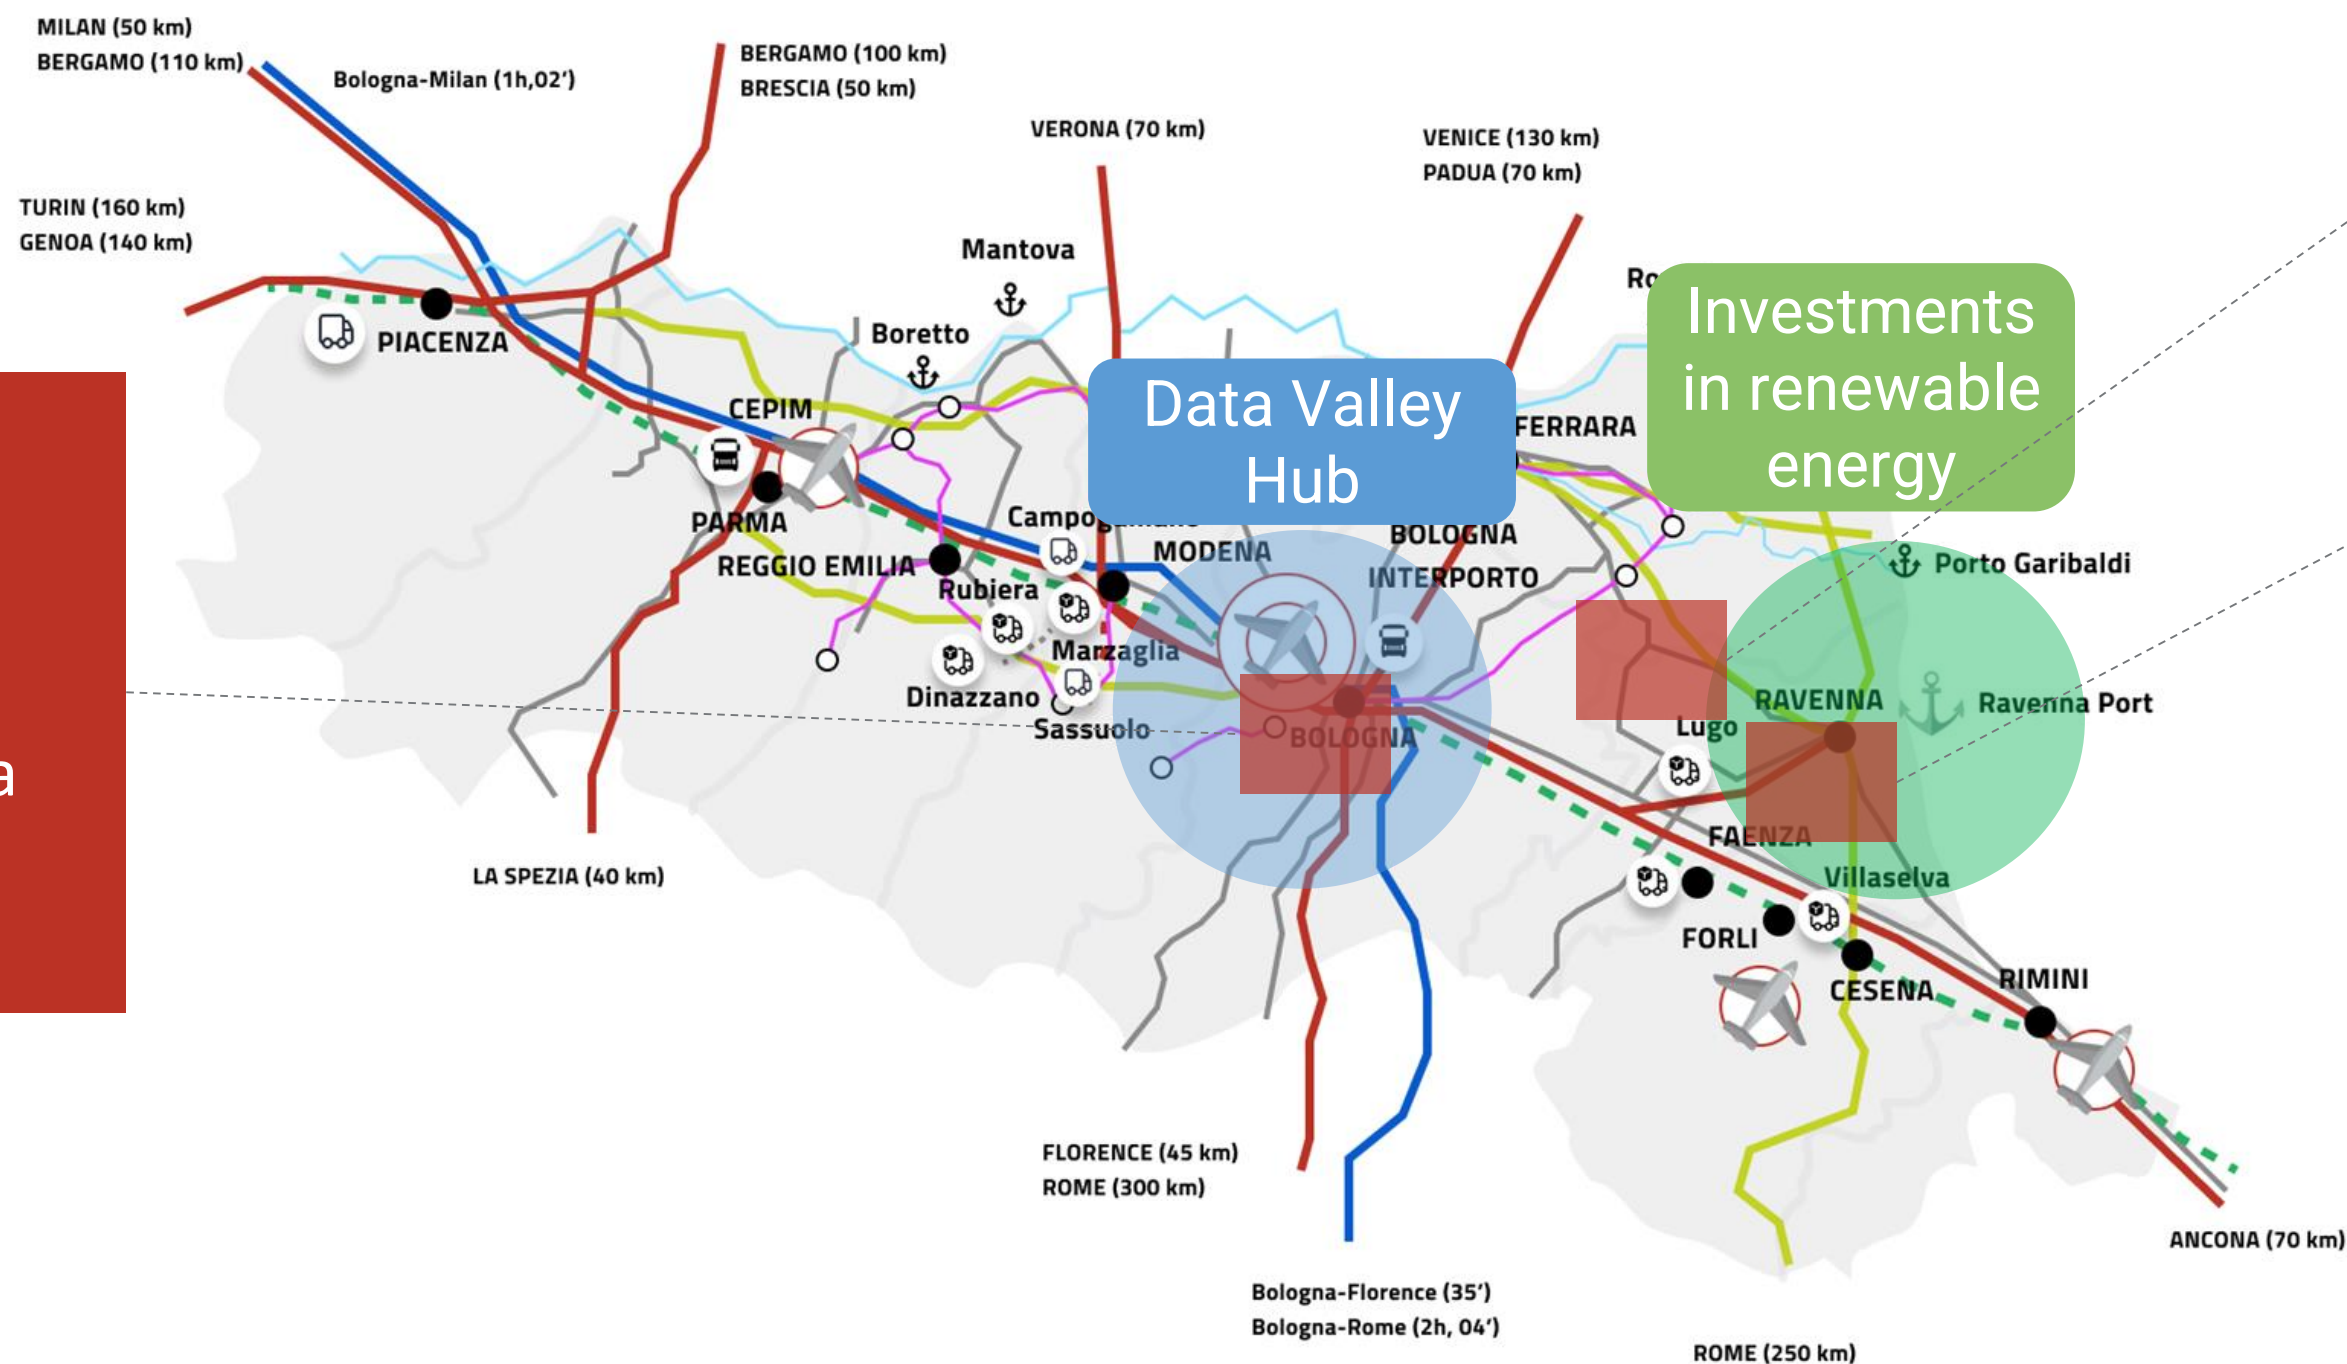 MILAN (50 km)
BERGAMO (110 km)
Bologna-Milan (1h,02')
BERGAMO (100 km)
BRESCIA (50 km)
VERONA (70 km)
VENICE (130 km)
PADUA (70 km)
TURIN (160 km)
GENOA (140 km)
Mantova
Boretto
PIACENZA
CEPIM
PARMA
REGGIO EMILIA
Rubiera
Dinazzano
MODENA
Marzaglia
Sassuolo
Data Valley
Hub
BOLOGNA
INTERPORTO
BOLOGNA
FERRARA
Investments
in renewable
energy
Porto Garibaldi
RAVENNA
Ravenna Port
Lugo
FAENZA
Villaselva
FORLI
CESENA
RIMINI
a
LA SPEZIA (40 km)
FLORENCE (45 km)
ROME (300 km)
Bologna-Florence (35')
Bologna-Rome (2h, 04')
ANCONA (70 km)
ROME (250 km)